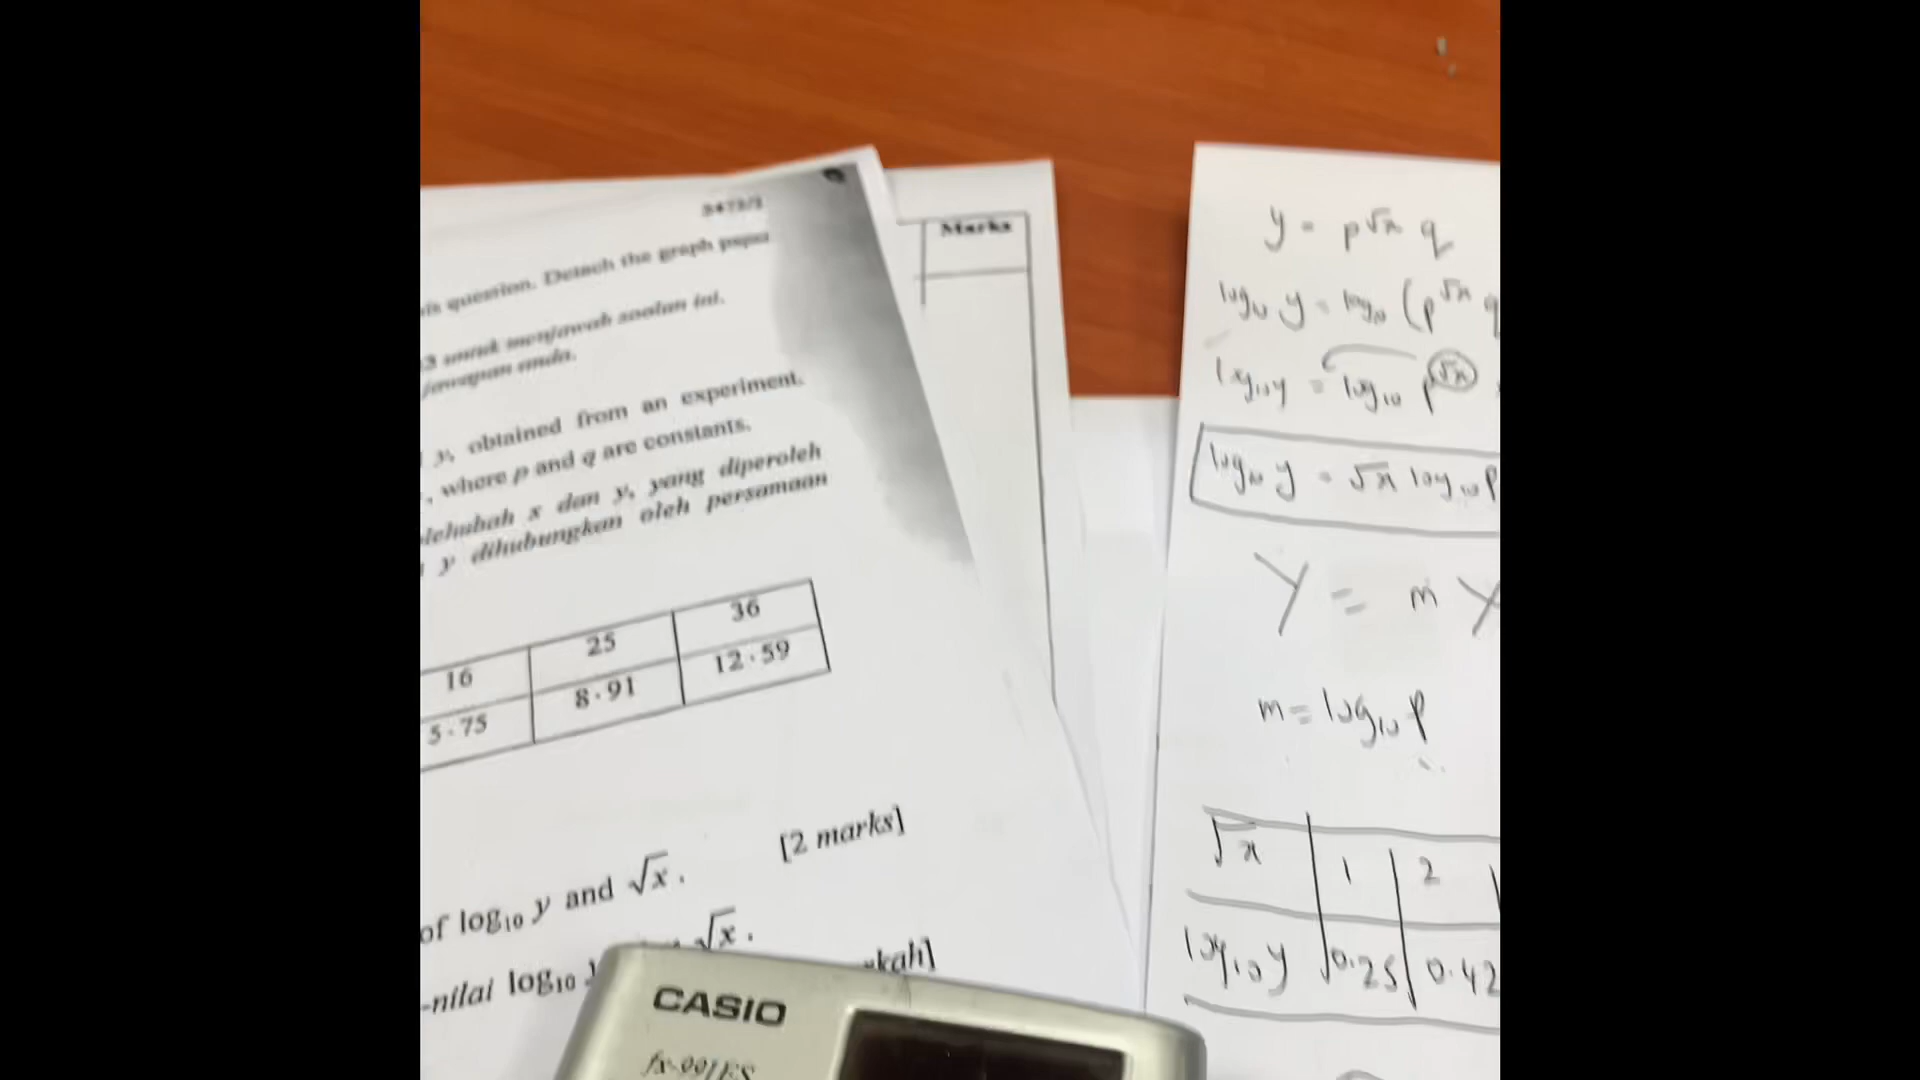 3472/2
question. Detach the graph paper
3 untuk menjawab soalan ini.
jawapan anda.
y, obtained from an experiment.
, where p and q are constants.
x dan y, yang diperoleh
y dihubungkan oleh persamaan
16 25 36
5·75 8·91 12·59
[2 marks]
of log₁₀ y and √x .
√x .
-nilai log₁₀
kah]
CASIO
fx-991ES
Marks
y = p^√x q
log₁₀ y = log₁₀ (p^√x q
log₁₀ y = log₁₀ p^√x
log₁₀ y = √x log₁₀ p
Y = m X
m = log₁₀ p
√x 1 2
log₁₀ y 0.25 0.42